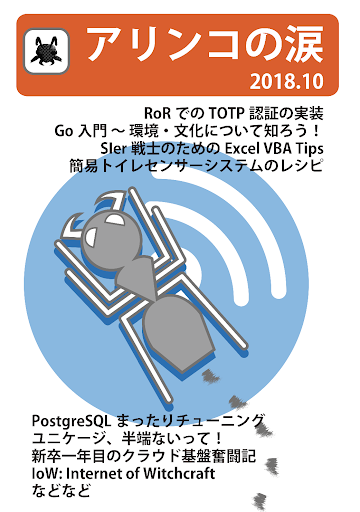 アリンコの涙
2018.10
RoR での TOTP 認証の実装
Go 入門 ～ 環境・文化について知ろう！
SIer 戦士のための Excel VBA Tips
簡易トイレセンサーシステムのレシピ
PostgreSQL まったりチューニング
ユニケージ、半端ないって！
新卒一年目のクラウド基盤奮闘記
IoW: Internet of Witchcraft
などなど